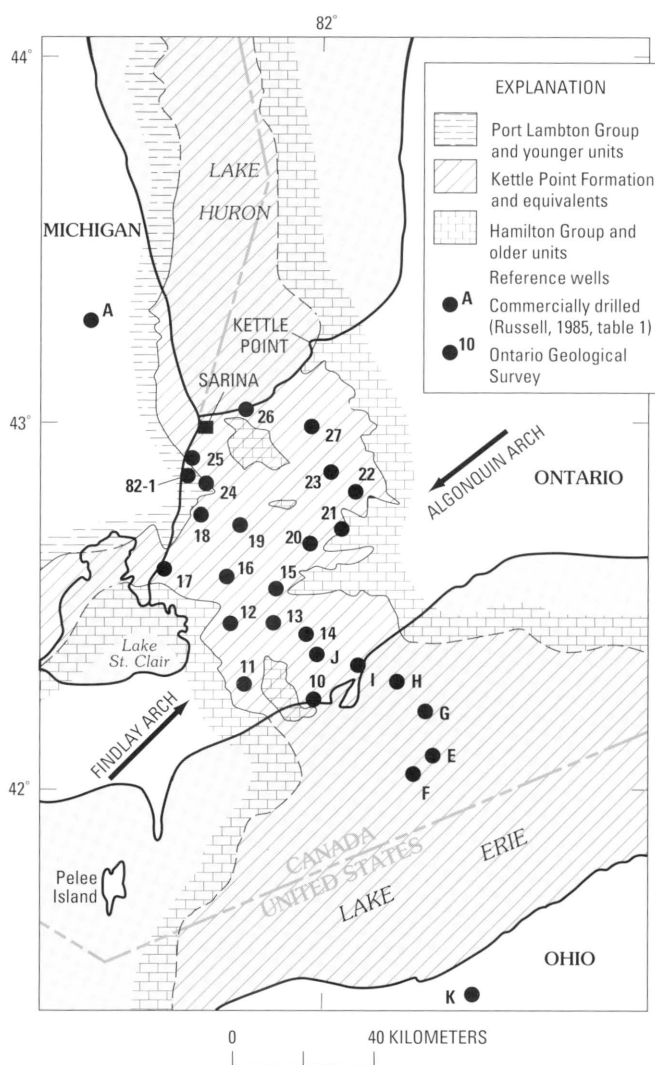 82°
44°
EXPLANATION
Port Lambton Group
and younger units
Kettle Point Formation
and equivalents
Hamilton Group and
older units
Reference wells
A Commercially drilled
(Russell, 1985, table 1)
10 Ontario Geological
Survey
LAKE
HURON
MICHIGAN
A
KETTLE
POINT
SARINA
43°
26
27
25
82-1
24
23
22
ALGONQUIN ARCH
ONTARIO
18
19
21
20
17
16
15
12
13
14
Lake
St. Clair
J
11
10
I
H
G
FINDLAY ARCH
E
42°
F
CANADA
UNITED STATES
Pelee
Island
LAKE ERIE
OHIO
K
0 40 KILOMETERS